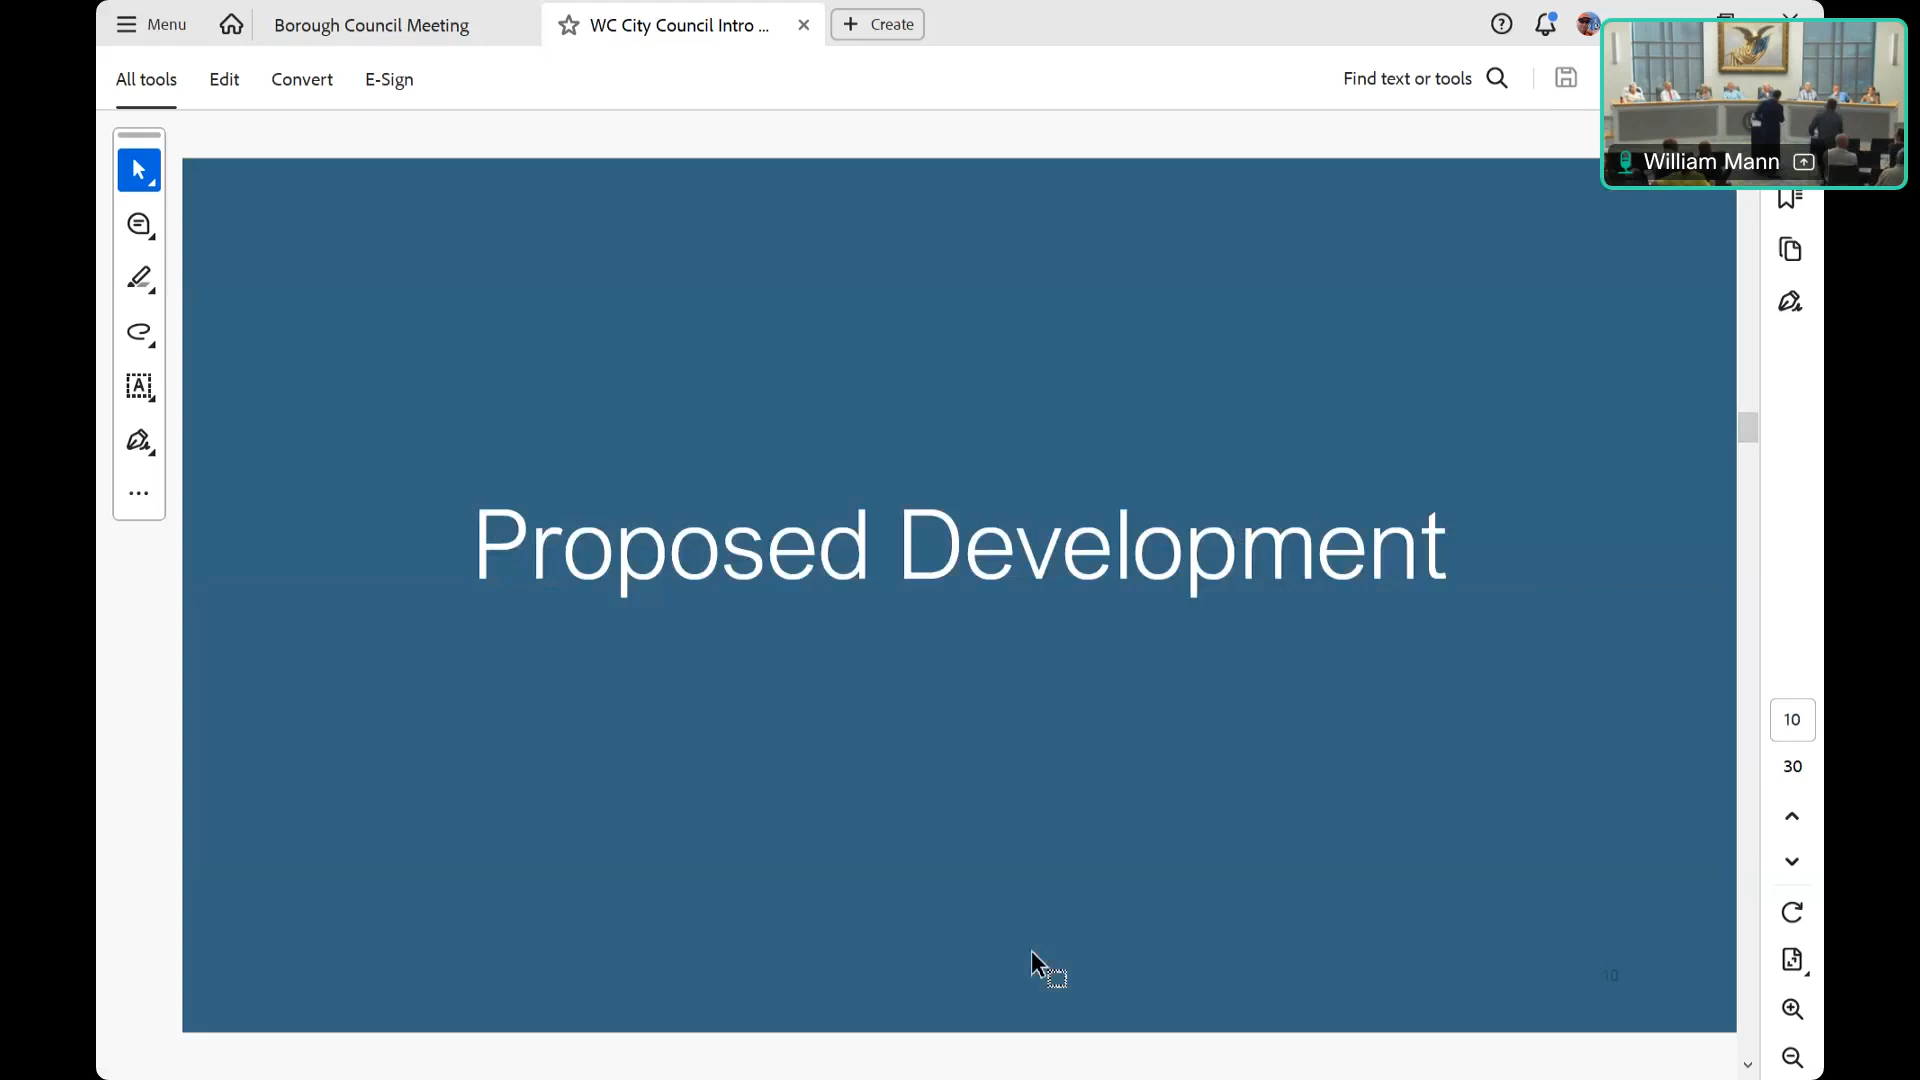 Menu
Borough Council Meeting
WC City Council Intro ...
Create
All tools
Edit
Convert
E-Sign
Find text or tools
William Mann
Proposed Development
10
30
10